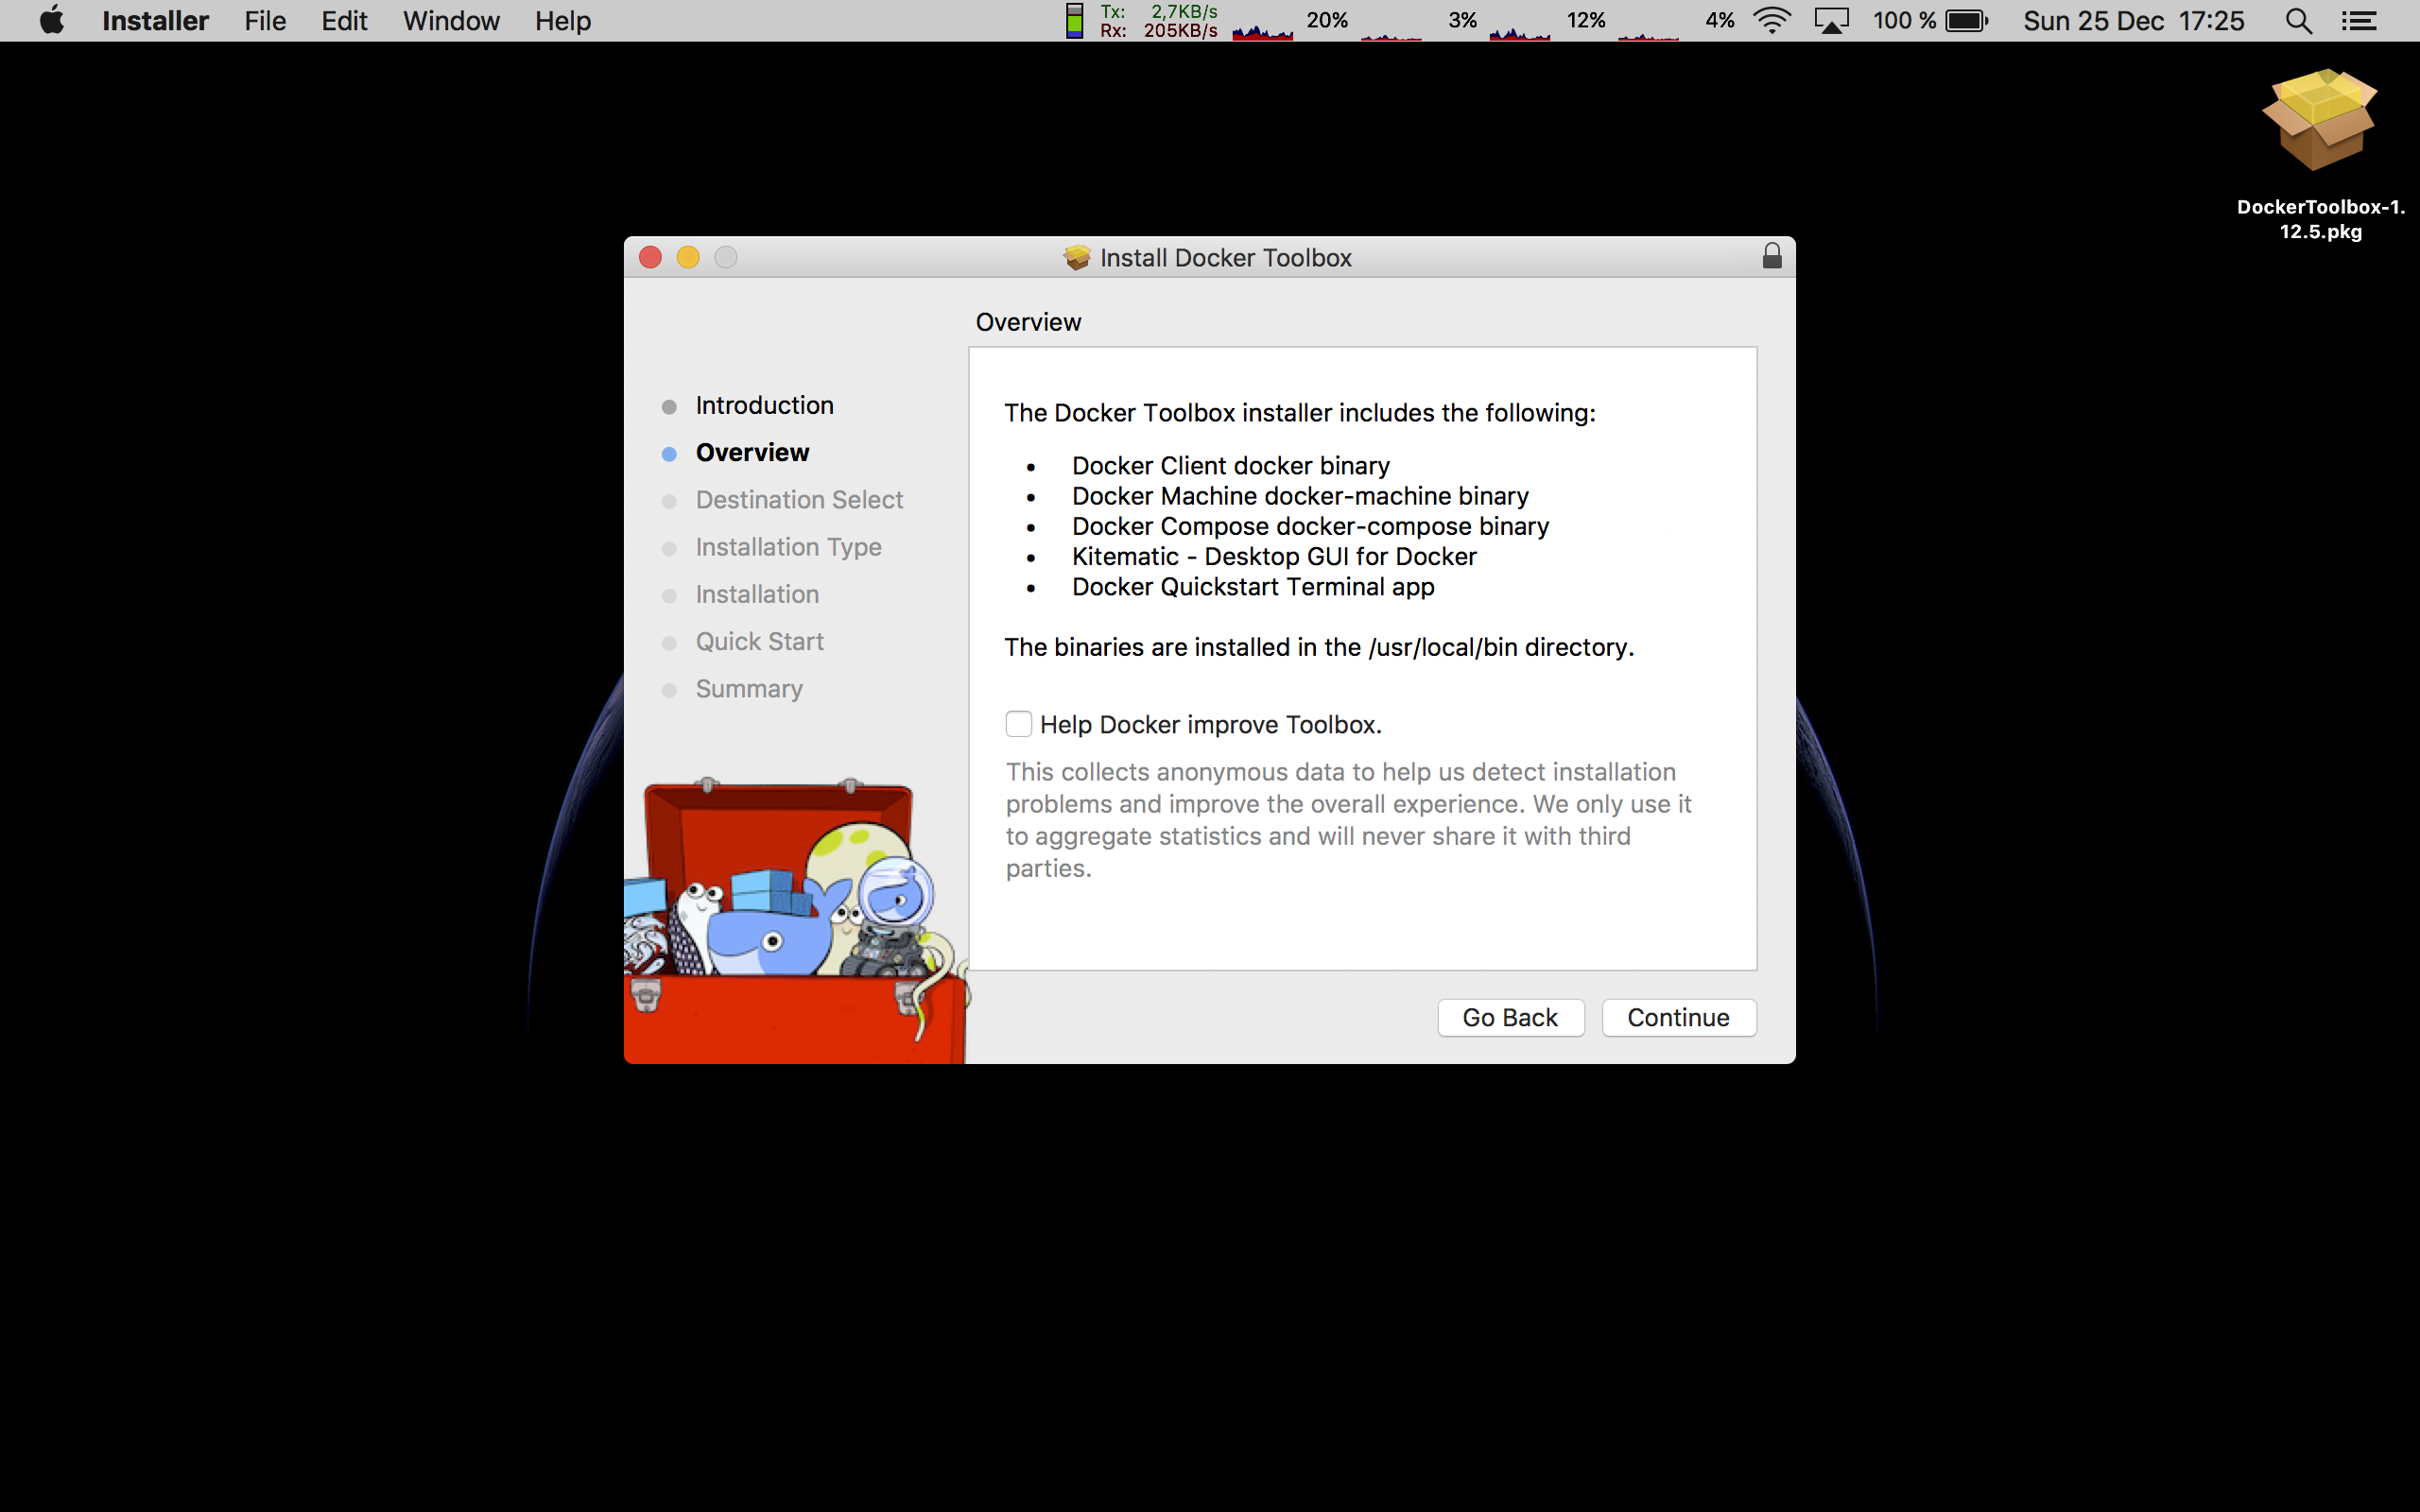 Installer File Edit Window Help
Tx: 2,7KB/s
Rx: 205KB/s
20% 3% 12% 4% 100 % Sun 25 Dec 17:25
DockerToolbox-1.
12.5.pkg
Install Docker Toolbox
Overview
Introduction
Overview
Destination Select
Installation Type
Installation
Quick Start
Summary
The Docker Toolbox installer includes the following:
• Docker Client docker binary
• Docker Machine docker-machine binary
• Docker Compose docker-compose binary
• Kitematic - Desktop GUI for Docker
• Docker Quickstart Terminal app
The binaries are installed in the /usr/local/bin directory.
Help Docker improve Toolbox.
This collects anonymous data to help us detect installation
problems and improve the overall experience. We only use it
to aggregate statistics and will never share it with third
parties.
Go Back Continue